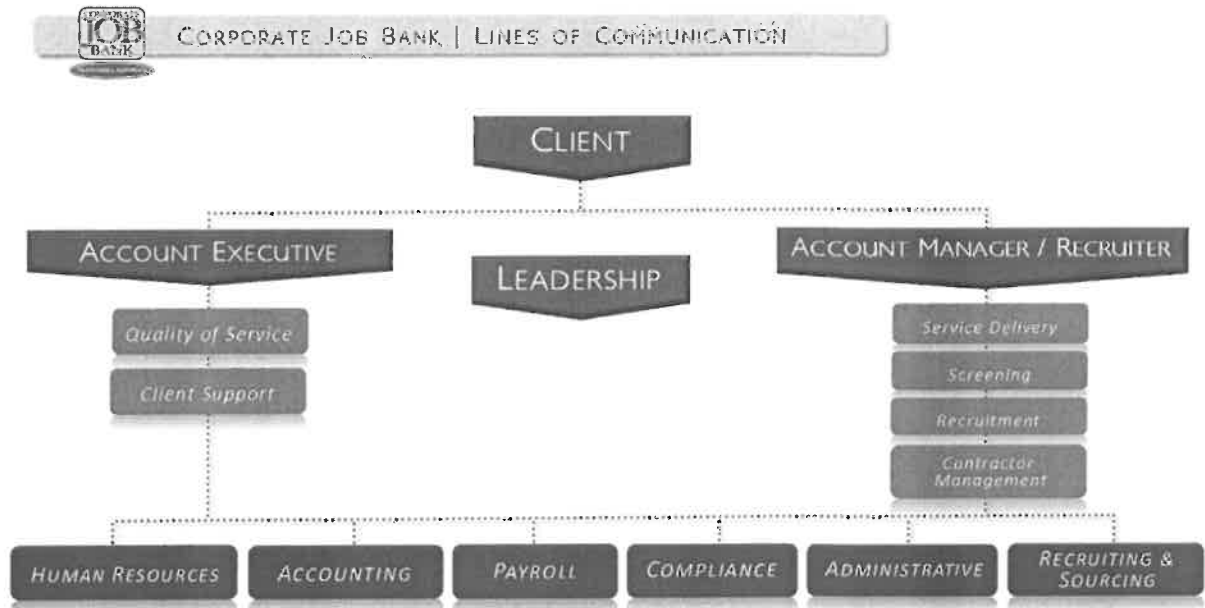 CORPORATE
JOB
BANK
CORPORATE JOB BANK | LINES OF COMMUNICATION
CLIENT
ACCOUNT EXECUTIVE
LEADERSHIP
ACCOUNT MANAGER / RECRUITER
Quality of Service
Client Support
Service Delivery
Screening
Recruitment
Contractor
Management
HUMAN RESOURCES
ACCOUNTING
PAYROLL
COMPLIANCE
ADMINISTRATIVE
RECRUITING &
SOURCING